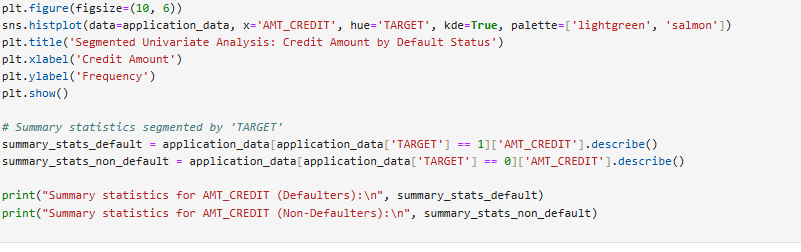 plt.figure(figsize=(10, 6))
sns.histplot(data=application_data, x='AMT_CREDIT', hue='TARGET', kde=True, palette=['lightgreen', 'salmon'])
plt.title('Segmented Univariate Analysis: Credit Amount by Default Status')
plt.xlabel('Credit Amount')
plt.ylabel('Frequency')
plt.show()

# Summary statistics segmented by 'TARGET'
summary_stats_default = application_data[application_data['TARGET'] == 1]['AMT_CREDIT'].describe()
summary_stats_non_default = application_data[application_data['TARGET'] == 0]['AMT_CREDIT'].describe()

print("Summary statistics for AMT_CREDIT (Defaulters):\n", summary_stats_default)
print("Summary statistics for AMT_CREDIT (Non-Defaulters):\n", summary_stats_non_default)